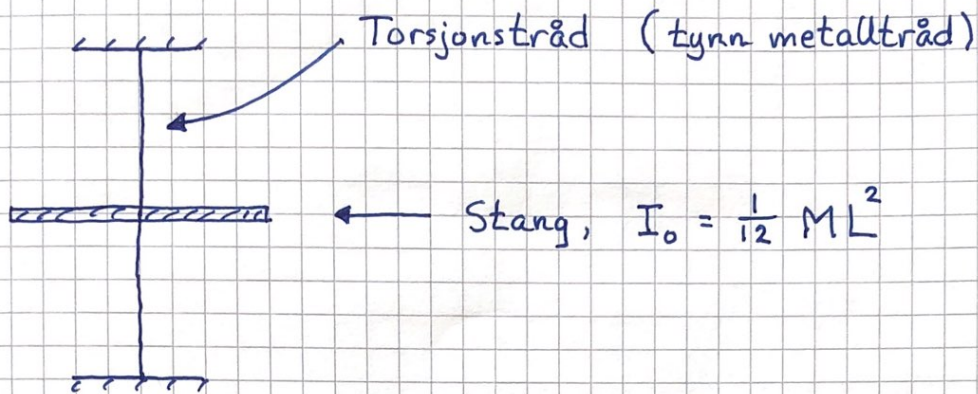 Torsjonstråd (tynn metalltråd)
Stang, I₀ = 1/12 ML²